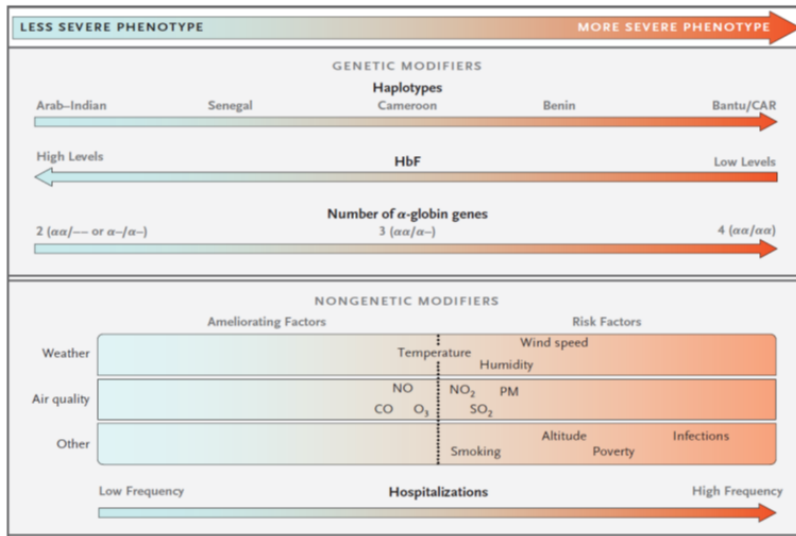 LESS SEVERE PHENOTYPE MORE SEVERE PHENOTYPE
GENETIC MODIFIERS
Haplotypes
Arab–Indian Senegal Cameroon Benin Bantu/CAR
High Levels HbF Low Levels
Number of α-globin genes
2 (αα/–– or α–/α–) 3 (αα/α–) 4 (αα/αα)
NONGENETIC MODIFIERS
Ameliorating Factors Risk Factors
Weather Temperature Wind speed
Humidity
Air quality NO NO₂ PM
CO O₃ SO₂
Other Altitude Infections
Smoking Poverty
Low Frequency Hospitalizations High Frequency